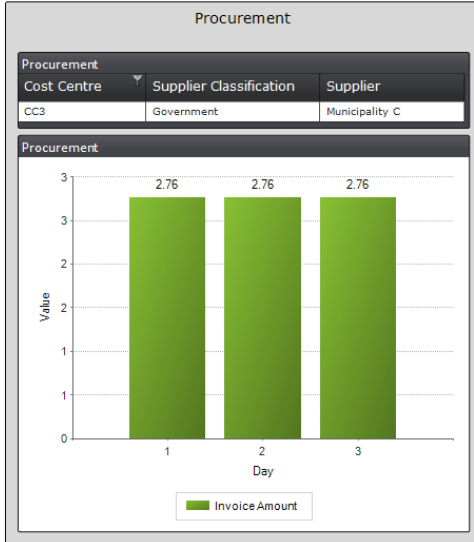 Procurement
Procurement
Cost Centre Supplier Classification Supplier
CC3 Government Municipality C
Procurement
3
2.76 2.76 2.76
3
2
2
1
1
0
Value
1 2 3
Day
Invoice Amount